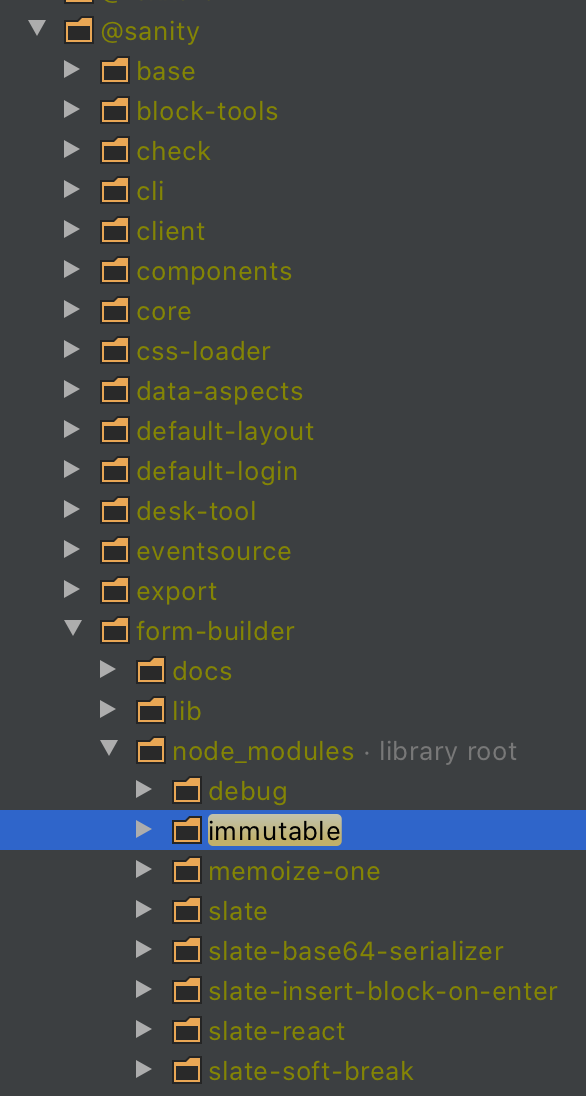 @sanity
base
block-tools
check
cli
client
components
core
css-loader
data-aspects
default-layout
default-login
desk-tool
eventsource
export
form-builder
docs
lib
node_modules · library root
debug
immutable
memoize-one
slate
slate-base64-serializer
slate-insert-block-on-enter
slate-react
slate-soft-break